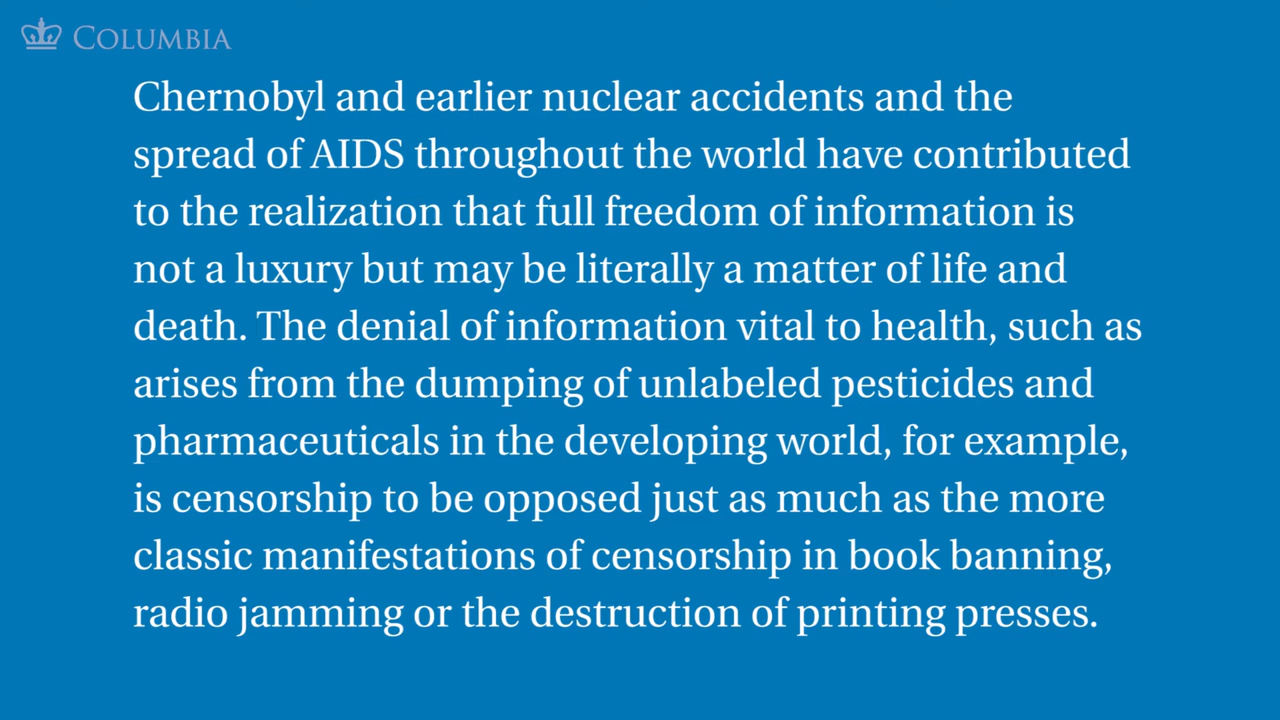 COLUMBIA
Chernobyl and earlier nuclear accidents and the
spread of AIDS throughout the world have contributed
to the realization that full freedom of information is
not a luxury but may be literally a matter of life and
death. The denial of information vital to health, such as
arises from the dumping of unlabeled pesticides and
pharmaceuticals in the developing world, for example,
is censorship to be opposed just as much as the more
classic manifestations of censorship in book banning,
radio jamming or the destruction of printing presses.